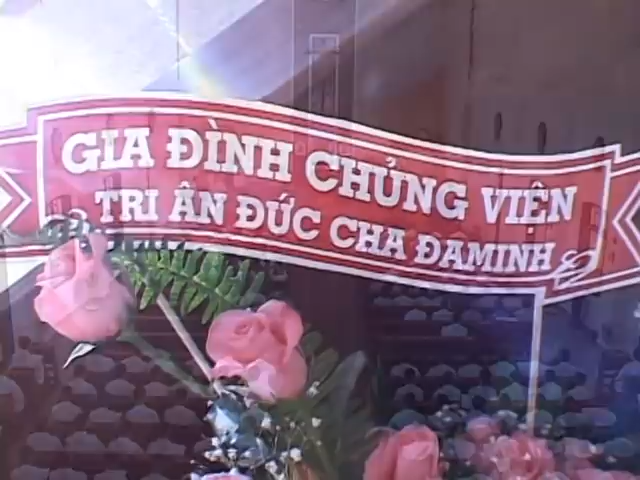 GIA ĐÌNH CHỦNG VIỆN
TRI ÂN ĐỨC CHA ĐAMINH